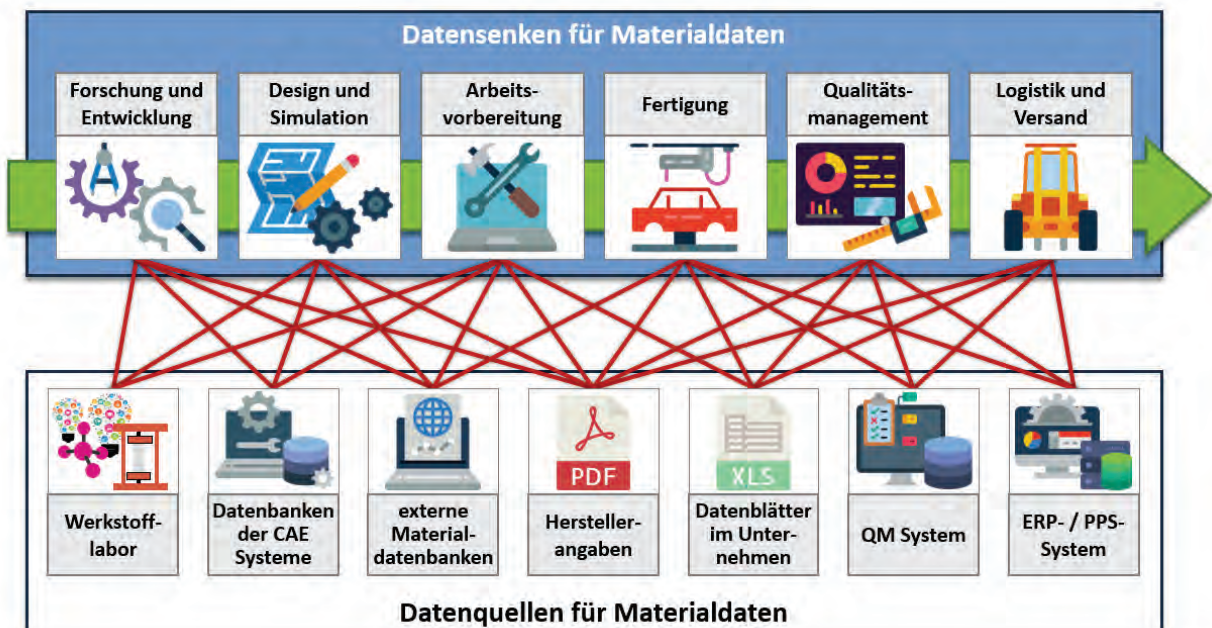 Datensenken für Materialdaten
Forschung und
Entwicklung
Design und
Simulation
Arbeits-
vorbereitung
Fertigung
Qualitäts-
management
Logistik und
Versand
PDF
XLS
Werkstoff-
labor
Datenbanken
der CAE
Systeme
externe
Material-
datenbanken
Hersteller-
angaben
Datenblätter
im Unter-
nehmen
QM System
ERP- / PPS-
System
Datenquellen für Materialdaten